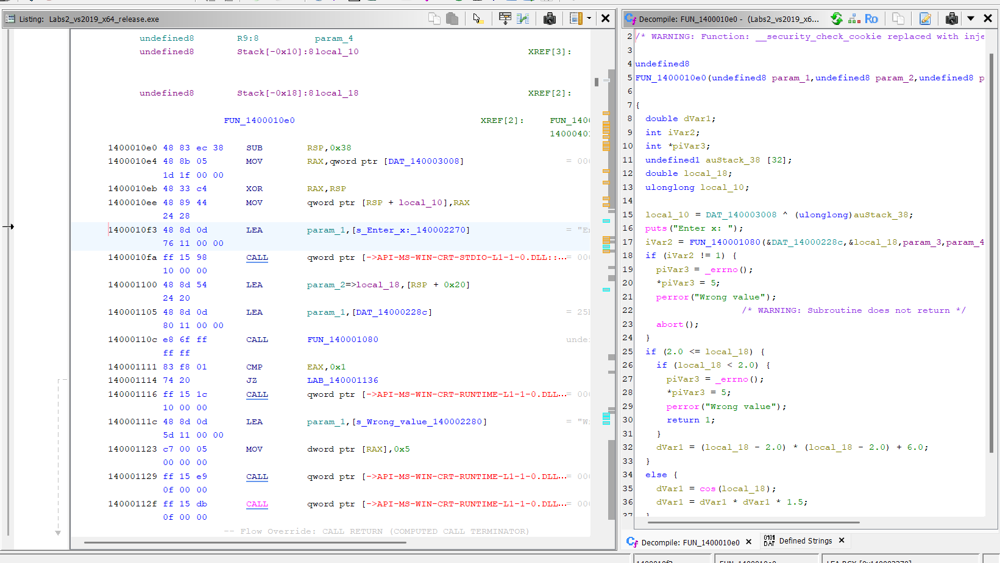 Listing: Labs2_vs2019_x64_release.exe
undefined8 R9:8 param_4
undefined8 Stack[-0x10]:8 local_10 XREF[3]:
undefined8 Stack[-0x18]:8 local_18 XREF[2]:
FUN_1400010e0 XREF[2]: FUN_1400
1400040
1400010e0 48 83 ec 38 SUB RSP,0x38
1400010e4 48 8b 05 MOV RAX,qword ptr [DAT_140003008] = 000
1d 1f 00 00
1400010eb 48 33 c4 XOR RAX,RSP
1400010ee 48 89 44 MOV qword ptr [RSP + local_10],RAX
24 28
1400010f3 48 8d 0d LEA param_1,[s_Enter_x:_140002270] = "En
76 11 00 00
1400010fa ff 15 98 CALL qword ptr [->API-MS-WIN-CRT-STDIO-L1-1-0.DLL::... = 000
10 00 00
140001100 48 8d 54 LEA param_2=>local_18,[RSP + 0x20]
24 20
140001105 48 8d 0d LEA param_1,[DAT_14000228c] = 25h
80 11 00 00
14000110c e8 6f ff CALL FUN_140001080 unde
ff ff
140001111 83 f8 01 CMP EAX,0x1
140001114 74 20 JZ LAB_140001136
140001116 ff 15 1c CALL qword ptr [->API-MS-WIN-CRT-RUNTIME-L1-1-0.DLL... = 000
10 00 00
14000111c 48 8d 0d LEA param_1,[s_Wrong_value_140002280] = "W
5d 11 00 00
140001123 c7 00 05 MOV dword ptr [RAX],0x5
00 00 00
140001129 ff 15 e9 CALL qword ptr [->API-MS-WIN-CRT-RUNTIME-L1-1-0.DLL... = 000
0f 00 00
14000112f ff 15 db CALL qword ptr [->API-MS-WIN-CRT-RUNTIME-L1-1-0.DLL... = 000
0f 00 00
-- Flow Override: CALL_RETURN (COMPUTED_CALL_TERMINATOR)
Decompile: FUN_1400010e0 - (Labs2_vs2019_x6...
2 /* WARNING: Function: __security_check_cookie replaced with inje
3
4 undefined8
5 FUN_1400010e0(undefined8 param_1,undefined8 param_2,undefined8 p
6
7 {
8 double dVar1;
9 int iVar2;
10 int *piVar3;
11 undefined1 auStack_38 [32];
12 double local_18;
13 ulonglong local_10;
14
15 local_10 = DAT_140003008 ^ (ulonglong)auStack_38;
16 puts("Enter x: ");
17 iVar2 = FUN_140001080(&DAT_14000228c,&local_18,param_3,param_4
18 if (iVar2 != 1) {
19 piVar3 = _errno();
20 *piVar3 = 5;
21 perror("Wrong value");
22 /* WARNING: Subroutine does not return */
23 abort();
24 }
25 if (2.0 <= local_18) {
26 if (local_18 < 2.0) {
27 piVar3 = _errno();
28 *piVar3 = 5;
29 perror("Wrong value");
30 return 1;
31 }
32 dVar1 = (local_18 - 2.0) * (local_18 - 2.0) + 6.0;
33 }
34 else {
35 dVar1 = cos(local_18);
36 dVar1 = dVar1 * dVar1 * 1.5;
37 }
Decompile: FUN_1400010e0
Defined Strings